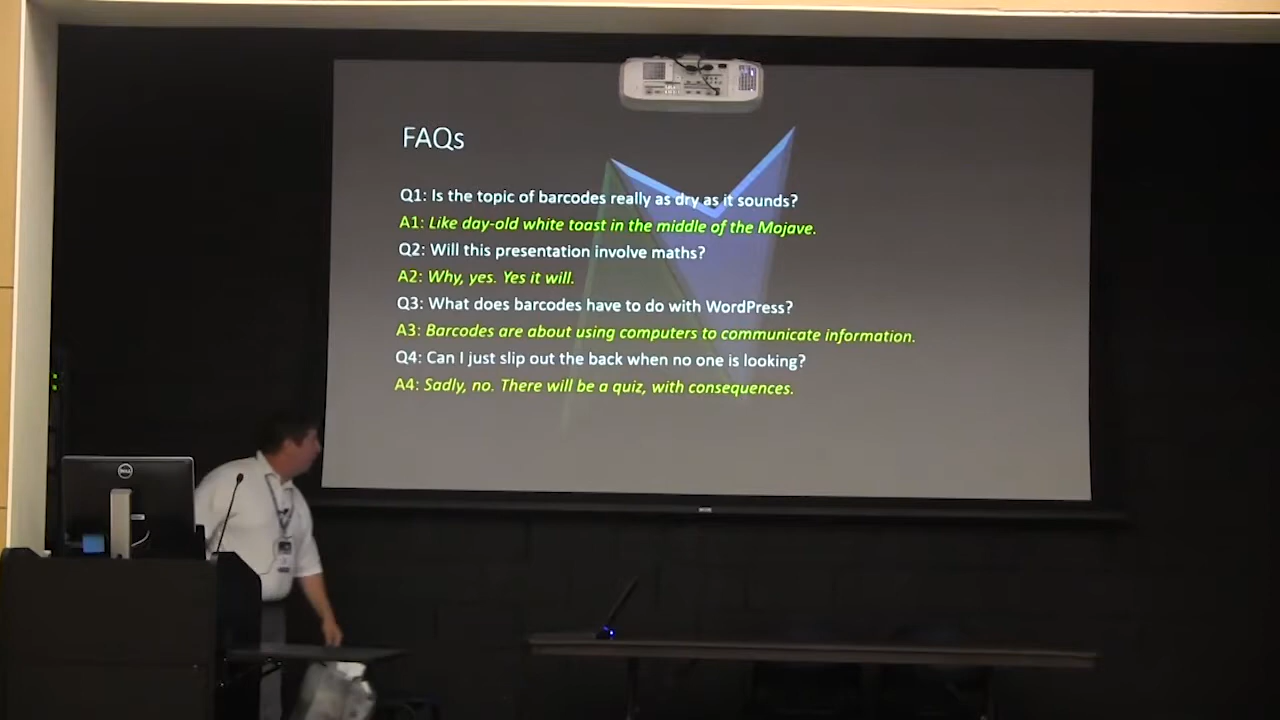 FAQs
Q1: Is the topic of barcodes really as dry as it sounds?
A1: Like day-old white toast in the middle of the Mojave.
Q2: Will this presentation involve maths?
A2: Why, yes. Yes it will.
Q3: What does barcodes have to do with WordPress?
A3: Barcodes are about using computers to communicate information.
Q4: Can I just slip out the back when no one is looking?
A4: Sadly, no. There will be a quiz, with consequences.
DELL